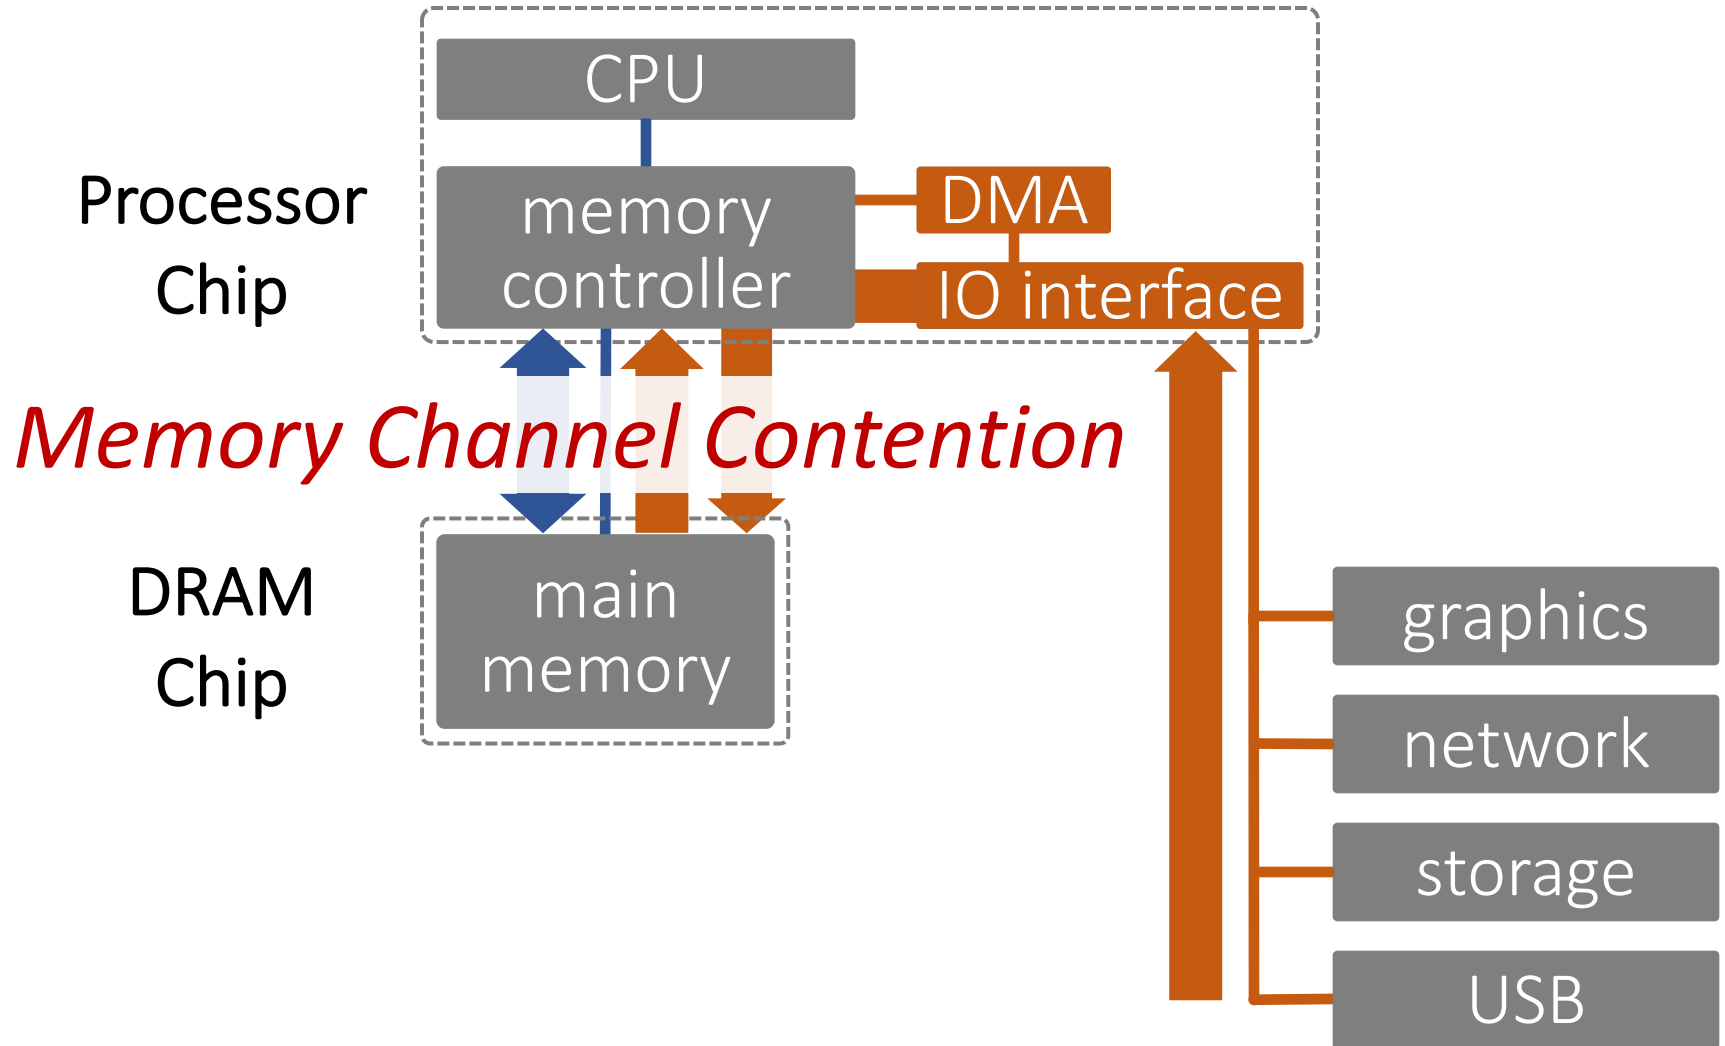 CPU
Processor
Chip
memory
controller
DMA
IO interface
Memory Channel Contention
DRAM
Chip
main
memory
graphics
network
storage
USB